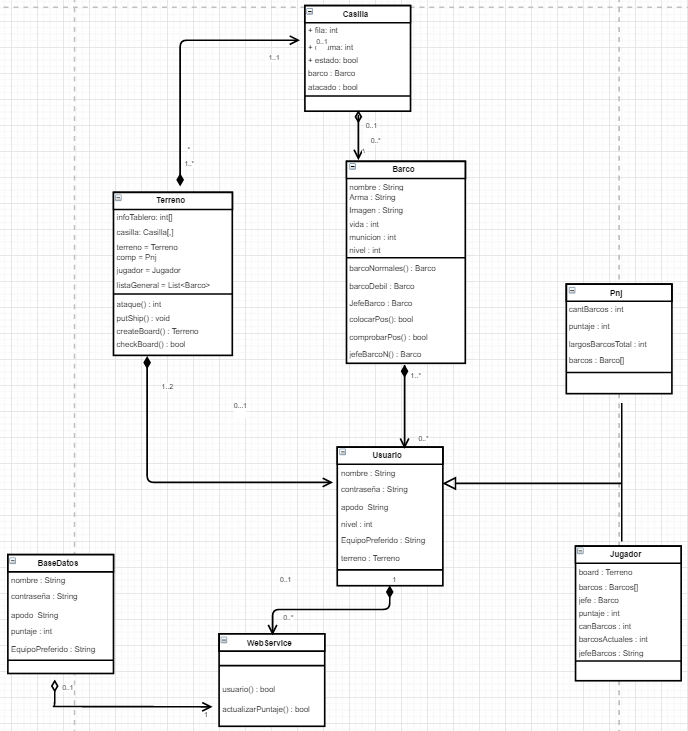 Casilla
+ fila: int
0..1
ma: int
+ estado: bool
barco : Barco
atacado : bool
1..1
0..1
0..*
1
*
1..*
Barco
nombre : String
Arma : String
Imagen : String
vida : int
municion : int
nivel : int
barcoNormales() : Barco
barcoDebil : Barco
JefeBarco : Barco
colocarPos(): bool
comprobarPos() : bool
jefeBarcoN() : Barco
Terreno
infoTablero: int[]
casilla: Casilla[,]
terreno = Terreno
comp = Pnj
jugador = Jugador
listaGeneral = List<Barco>
ataque() : int
putShip() : void
createBoard() : Terreno
checkBoard() : bool
Pnj
cantBarcos : int
puntaje : int
largosBarcosTotal : int
barcos : Barco[]
1..2
0...1
1..*
0..*
Usuario
nombre : String
contraseña : String
apodo String
nivel : int
EquipoPreferido : String
terreno : Terreno
Jugador
board : Terreno
barcos : Barcos[]
jefe : Barco
puntaje : int
canBarcos : int
barcosActuales : int
jefeBarcos : String
BaseDatos
nombre : String
contraseña : String
apodo String
puntaje : int
EquipoPreferido : String
0..1
1
0..*
WebService
usuario() : bool
actualizarPuntaje() : bool
0..1
1